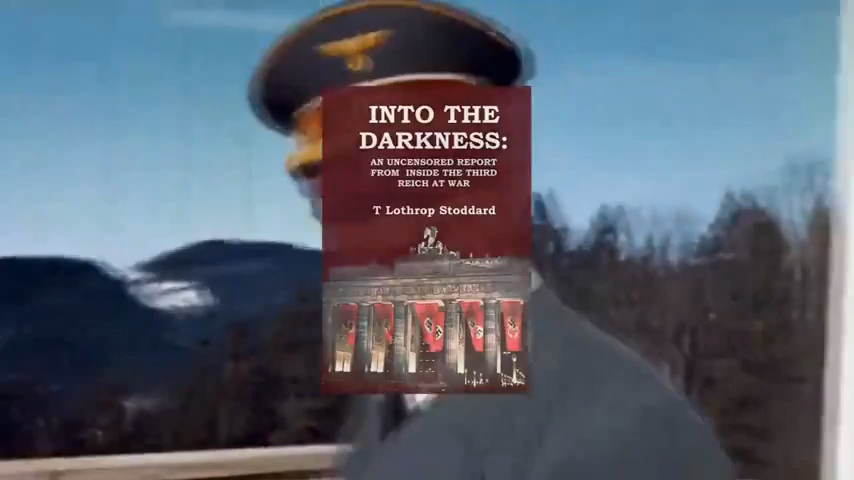 INTO THE
DARKNESS:
AN UNCENSORED REPORT
FROM INSIDE THE THIRD
REICH AT WAR
T Lothrop Stoddard